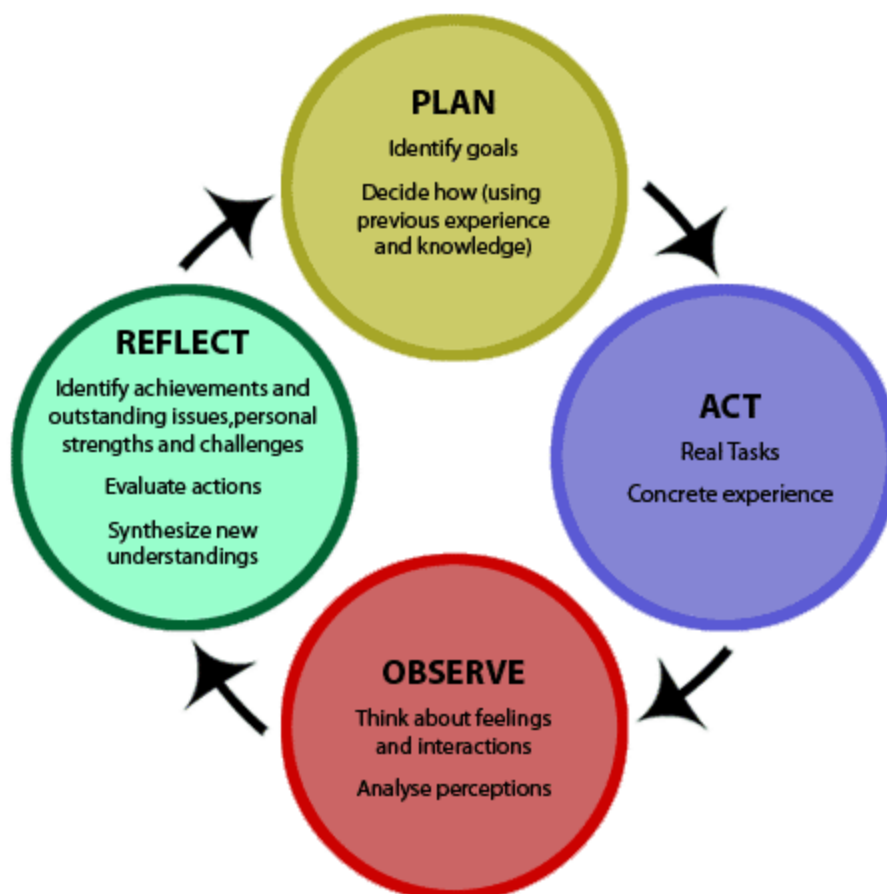 PLAN
Identify goals
Decide how (using
previous experience
and knowledge)
ACT
Real Tasks
Concrete experience
OBSERVE
Think about feelings
and interactions
Analyse perceptions
REFLECT
Identify achievements and
outstanding issues,personal
strengths and challenges
Evaluate actions
Synthesize new
understandings